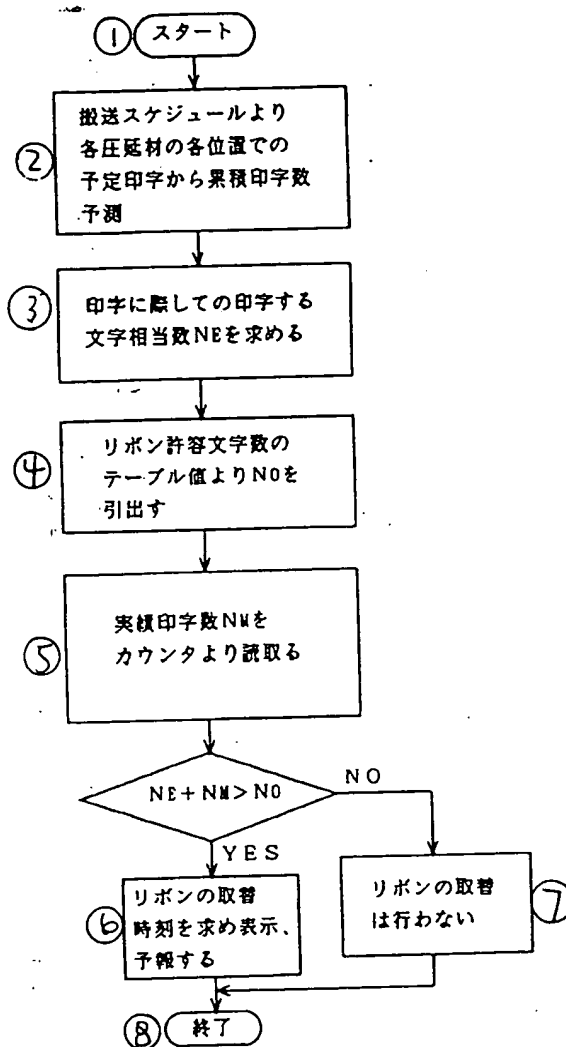 ① スタート
②
搬送スケジュールより
各圧延材の各位置での
予定印字から累積印字数
予測
③
印字に際しての印字する
文字相当数NEを求める
④
リボン許容文字数の
テーブル値よりN0を
引出す
⑤
実績印字数NMを
カウンタより読取る
NE+NM>N0
NO
YES
⑥
リボンの取替
時刻を求め表示、
予報する
リボンの取替
は行わない
⑦
⑧ 終了